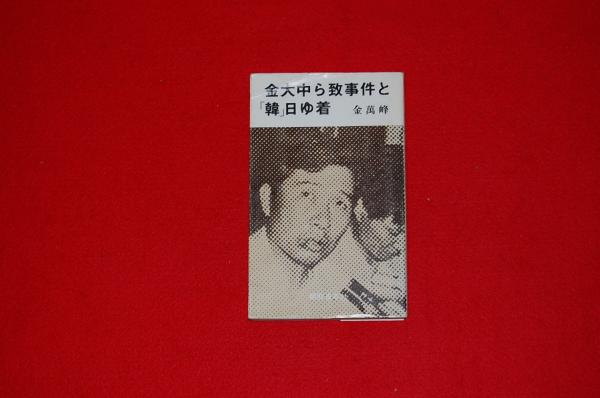 金大中ら致事件と
「韓」日ゆ着
金萬峰